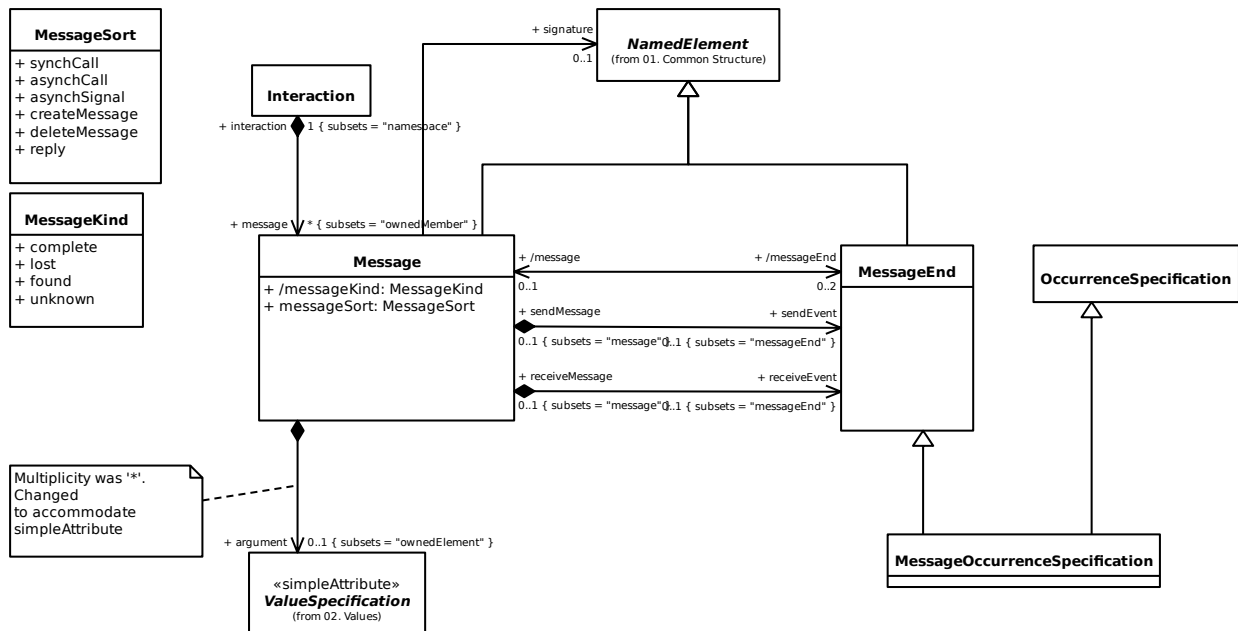 MessageSort
+ synchCall
+ asynchCall
+ asynchSignal
+ createMessage
+ deleteMessage
+ reply
MessageKind
+ complete
+ lost
+ found
+ unknown
Interaction
+ interaction 1 { subsets = "namespace" }
+ signature
0..1
NamedElement
(from 01. Common Structure)
+ message * { subsets = "ownedMember" }
Message
+ /messageKind: MessageKind
+ messageSort: MessageSort
+ /message + /messageEnd
0..1 0..2
+ sendMessage + sendEvent
0..1 { subsets = "message" } 0..1 { subsets = "messageEnd" }
+ receiveMessage + receiveEvent
0..1 { subsets = "message" } 0..1 { subsets = "messageEnd" }
MessageEnd
OccurrenceSpecification
MessageOccurrenceSpecification
Multiplicity was '*'.
Changed
to accommodate
simpleAttribute
+ argument 0..1 { subsets = "ownedElement" }
«simpleAttribute»
ValueSpecification
(from 02. Values)